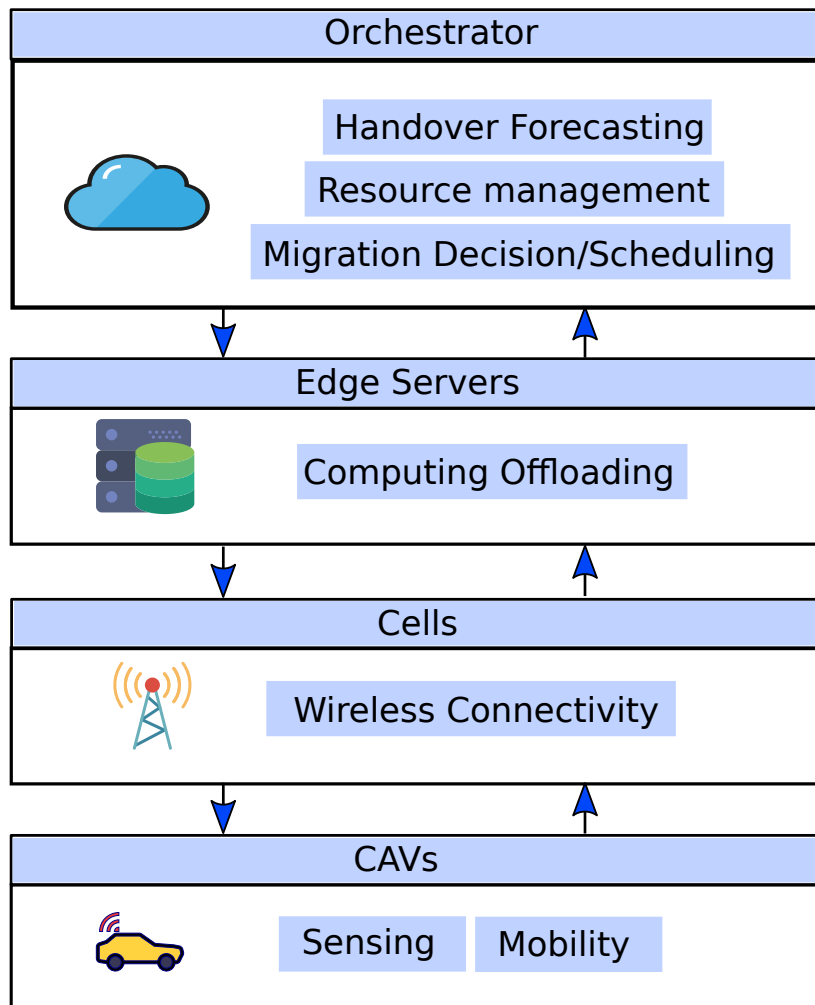 Orchestrator
Handover Forecasting
Resource management
Migration Decision/Scheduling
Edge Servers
Computing Offloading
Cells
Wireless Connectivity
CAVs
Sensing
Mobility